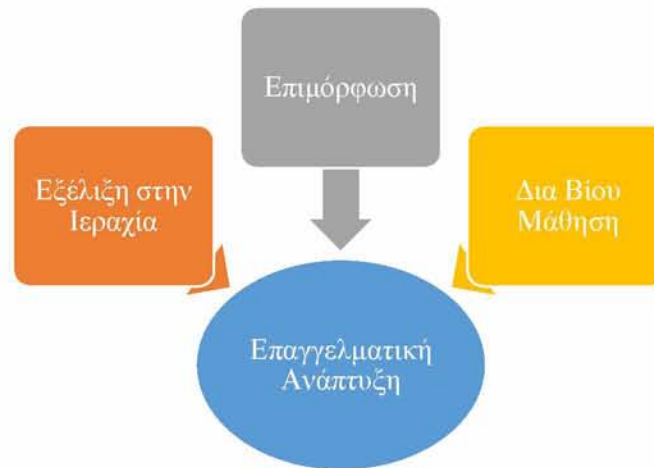 Επιμόρφωση
Εξέλιξη στην
Ιεραχία
Δια Βίου
Μάθηση
Επαγγελματική
Ανάπτυξη